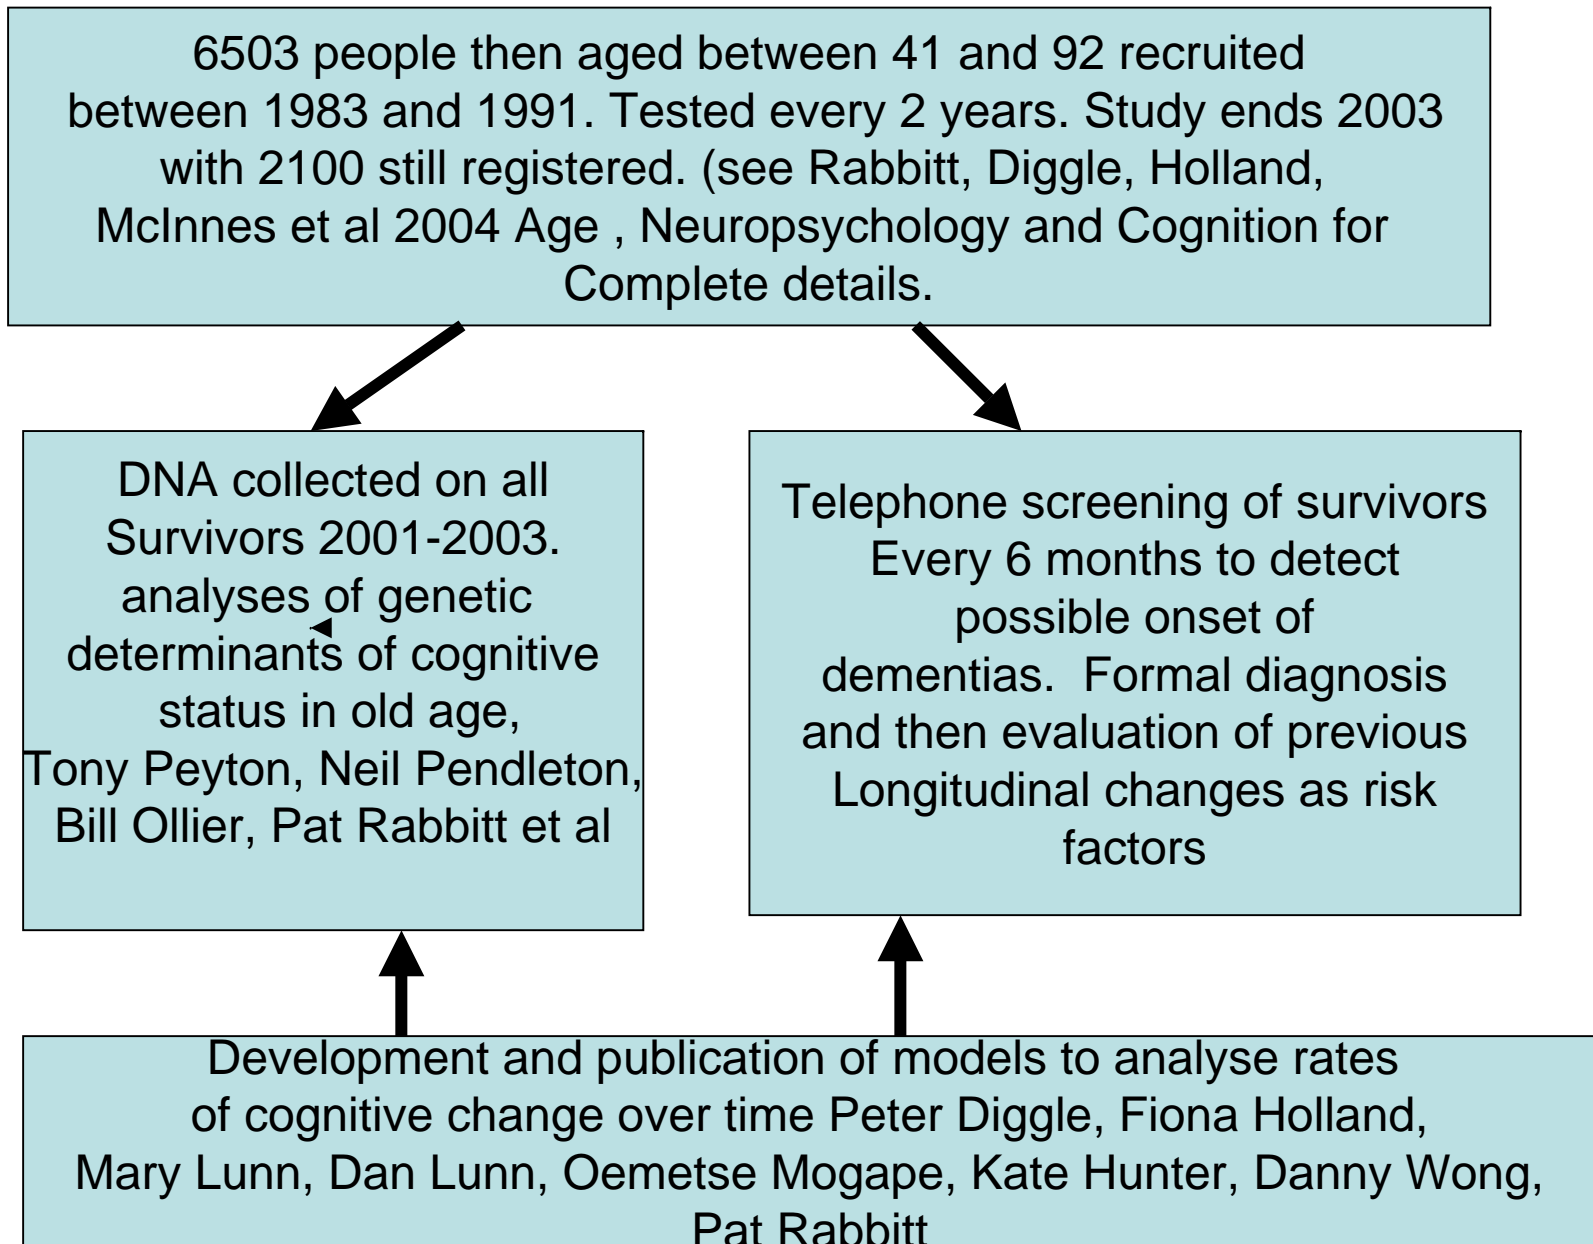 6503 people then aged between 41 and 92 recruited
between 1983 and 1991. Tested every 2 years. Study ends 2003
with 2100 still registered. (see Rabbitt, Diggle, Holland,
McInnes et al 2004 Age , Neuropsychology and Cognition for
Complete details.
DNA collected on all
Survivors 2001-2003.
analyses of genetic
determinants of cognitive
status in old age,
Tony Peyton, Neil Pendleton,
Bill Ollier, Pat Rabbitt et al
Telephone screening of survivors
Every 6 months to detect
possible onset of
dementias.  Formal diagnosis
and then evaluation of previous
Longitudinal changes as risk
factors
Development and publication of models to analyse rates
of cognitive change over time Peter Diggle, Fiona Holland,
Mary Lunn, Dan Lunn, Oemetse Mogape, Kate Hunter, Danny Wong,
Pat Rabbitt